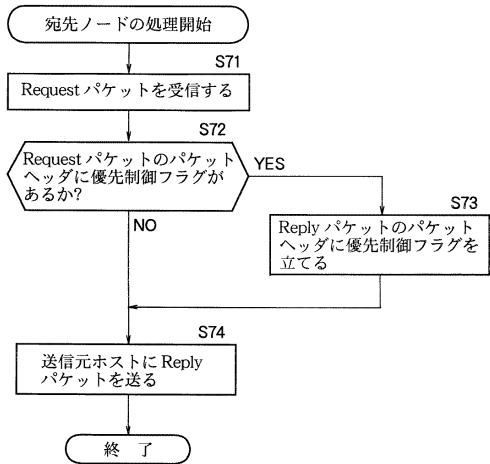 宛先ノードの処理開始
S71
Requestパケットを受信する
S72
Requestパケットのパケット
ヘッダに優先制御フラグが
あるか?
YES
NO
S73
Replyパケットのパケット
ヘッダに優先制御フラグを
立てる
S74
送信元ホストにReply
パケットを送る
終 了